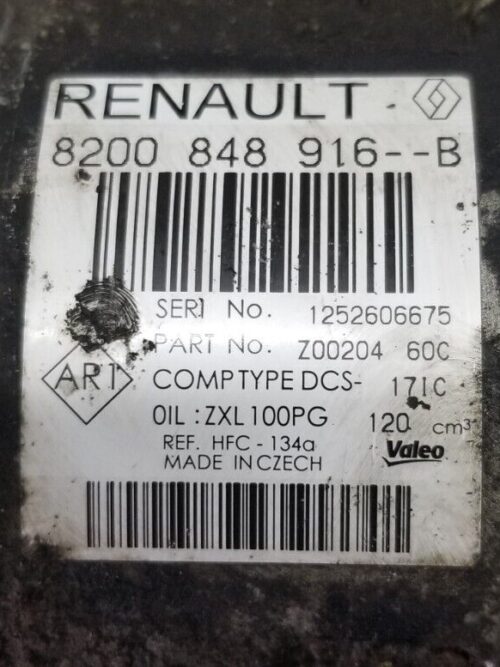 RENAULT
8200 848 916--B
SERI No. 1252606675
PART No. Z00204 60C
ART
COMP TYPE DCS- 17IC
OIL : ZXL100PG 120 cm³
REF. HFC - 134a
Valeo
MADE IN CZECH